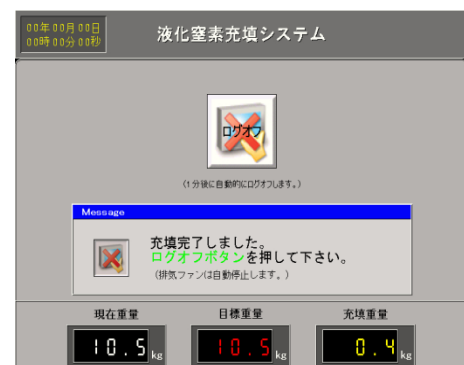 00年00月00日
00時00分00秒
液化窒素充填システム
ログオフ
(1分後に自動的にログオフします。)
Message
充填完了しました。
ログオフボタンを押して下さい。
(排気ファンは自動停止します。)
現在重量
目標重量
充填重量
10.5 kg
10.5 kg
0.4 kg